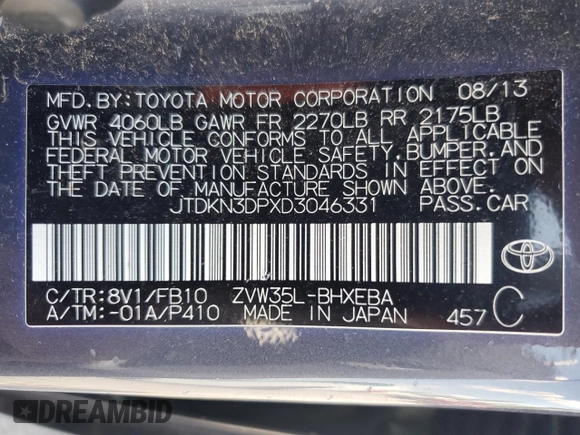 MFD.BY:TOYOTA MOTOR CORPORATION 08/13
GVWR 4060LB GAWR FR 2270LB RR 2175LB
THIS VEHICLE CONFORMS TO ALL APPLICABLE
FEDERAL MOTOR VEHICLE SAFETY, BUMPER, AND
THEFT PREVENTION STANDARDS IN EFFECT ON
THE DATE OF MANUFACTURE SHOWN ABOVE.
JTDKN3DPXD3046331 PASS.CAR
C/TR:8V1/FB10 ZVW35L-BHXEBA
A/TM:-01A/P410 MADE IN JAPAN 457 C
DREAMBID